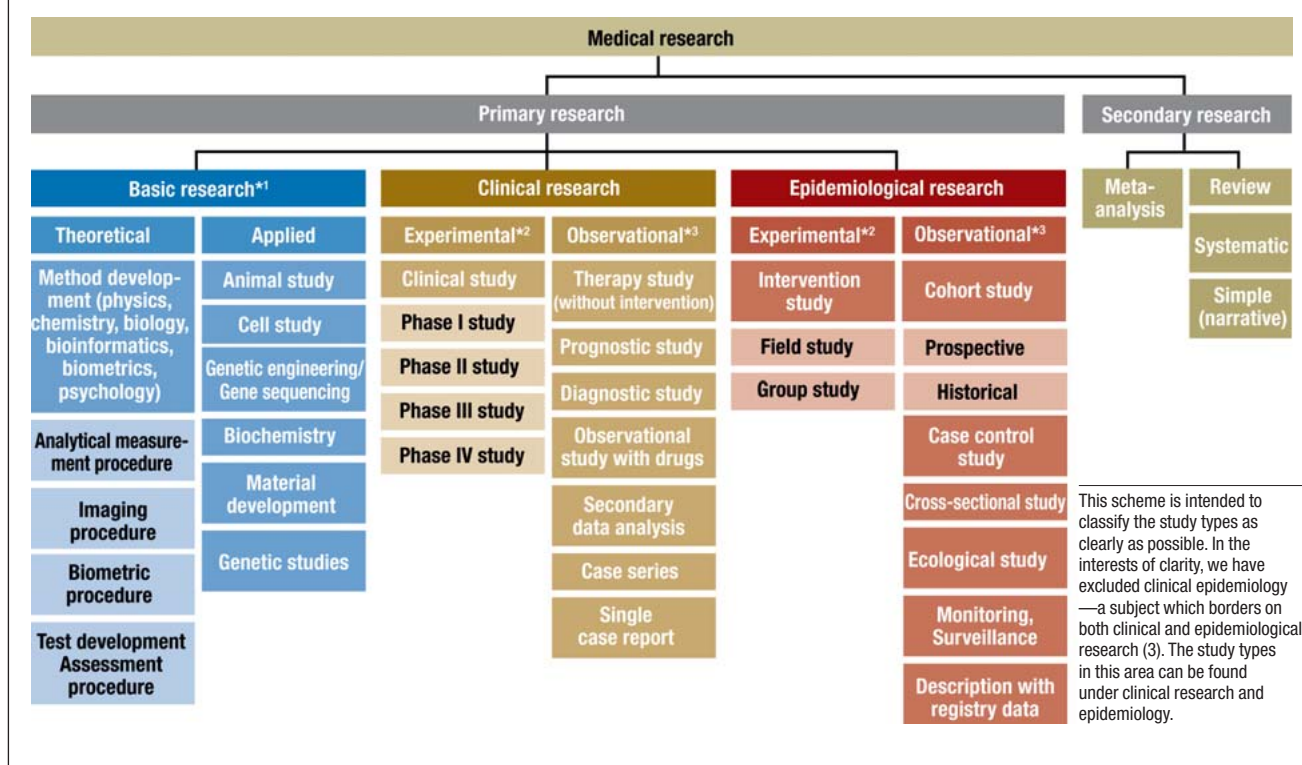 Medical research
Primary research
Secondary research
Basic research*1
Clinical research
Epidemiological research
Meta-
analysis
Review
Systematic
Simple
(narrative)
Theoretical
Method develop-
ment (physics,
chemistry, biology,
bioinformatics,
biometrics,
psychology)
Analytical measure-
ment procedure
Imaging
procedure
Biometric
procedure
Test development
Assessment
procedure
Applied
Animal study
Cell study
Genetic engineering/
Gene sequencing
Biochemistry
Material
development
Genetic studies
Experimental*2
Clinical study
Phase I study
Phase II study
Phase III study
Phase IV study
Observational*3
Therapy study
(without intervention)
Prognostic study
Diagnostic study
Observational
study with drugs
Secondary
data analysis
Case series
Single
case report
Experimental*2
Intervention
study
Field study
Group study
Observational*3
Cohort study
Prospective
Historical
Case control
study
Cross-sectional study
Ecological study
Monitoring,
Surveillance
Description with
registry data
This scheme is intended to
classify the study types as
clearly as possible. In the
interests of clarity, we have
excluded clinical epidemiology
—a subject which borders on
both clinical and epidemiological
research (3). The study types
in this area can be found
under clinical research and
epidemiology.